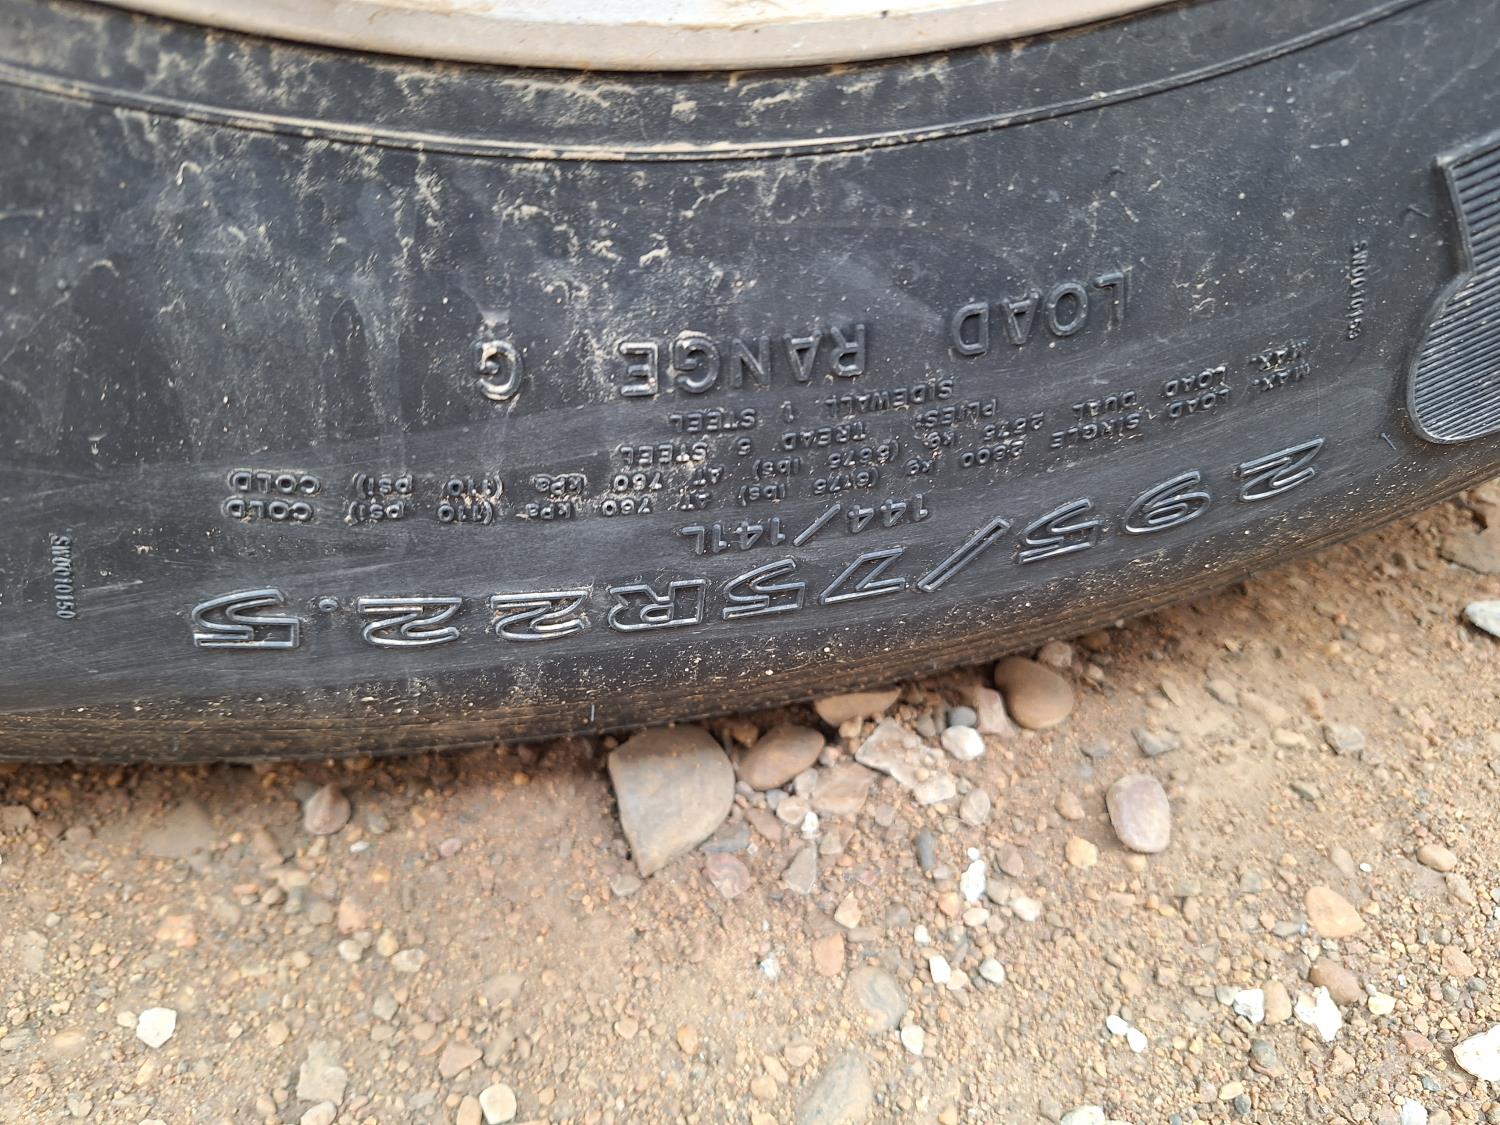 295/75R22.5
144/141L
MAX. LOAD SINGLE 2800 kg (6175 lbs) AT 760 kPa (110 psi) COLD
MAX. LOAD DUAL 2575 kg (5675 lbs) AT 760 kPa (110 psi) COLD
PLIES: TREAD 5 STEEL
SIDEWALL 1 STEEL
LOAD RANGE G
SW0010150